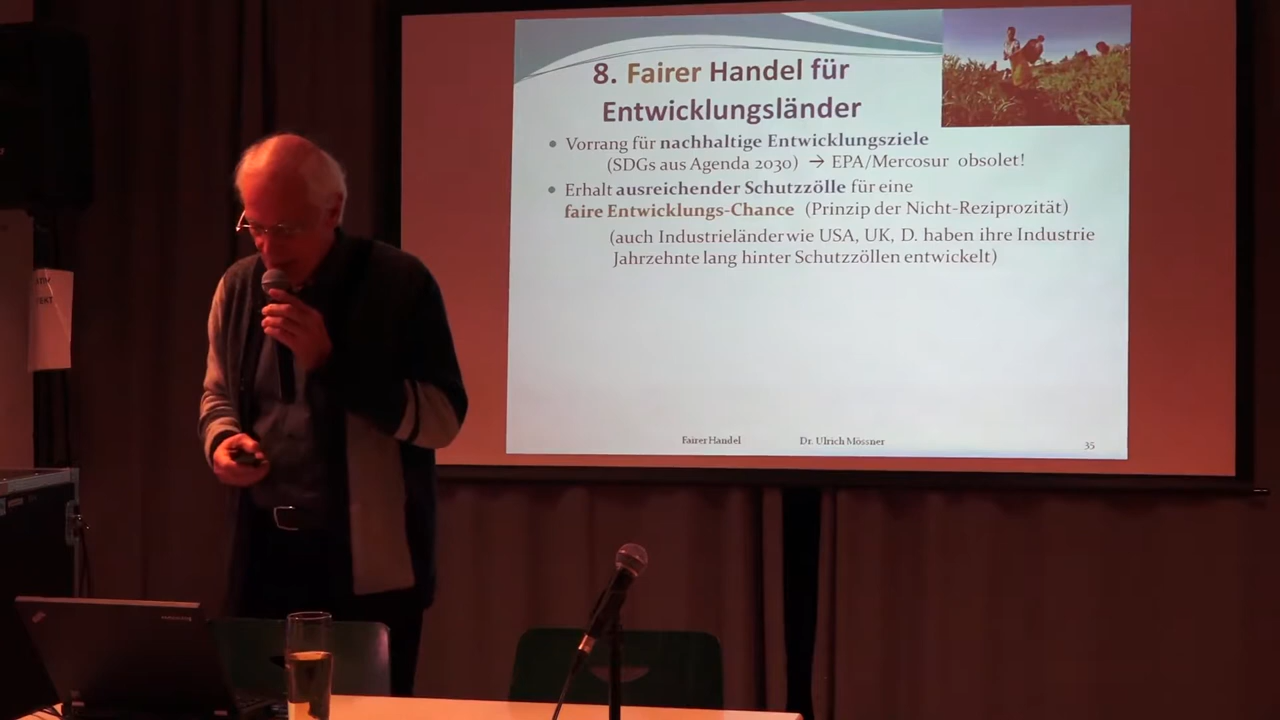 8. Fairer Handel für
Entwicklungsländer
• Vorrang für nachhaltige Entwicklungsziele
(SDGs aus Agenda 2030) → EPA/Mercosur obsolet!
• Erhalt ausreichender Schutzzölle für eine
faire Entwicklungs-Chance (Prinzip der Nicht-Reziprozität)
(auch Industrieländer wie USA, UK, D. haben ihre Industrie
Jahrzehnte lang hinter Schutzzöllen entwickelt)
Fairer Handel Dr. Ulrich Mössner 35